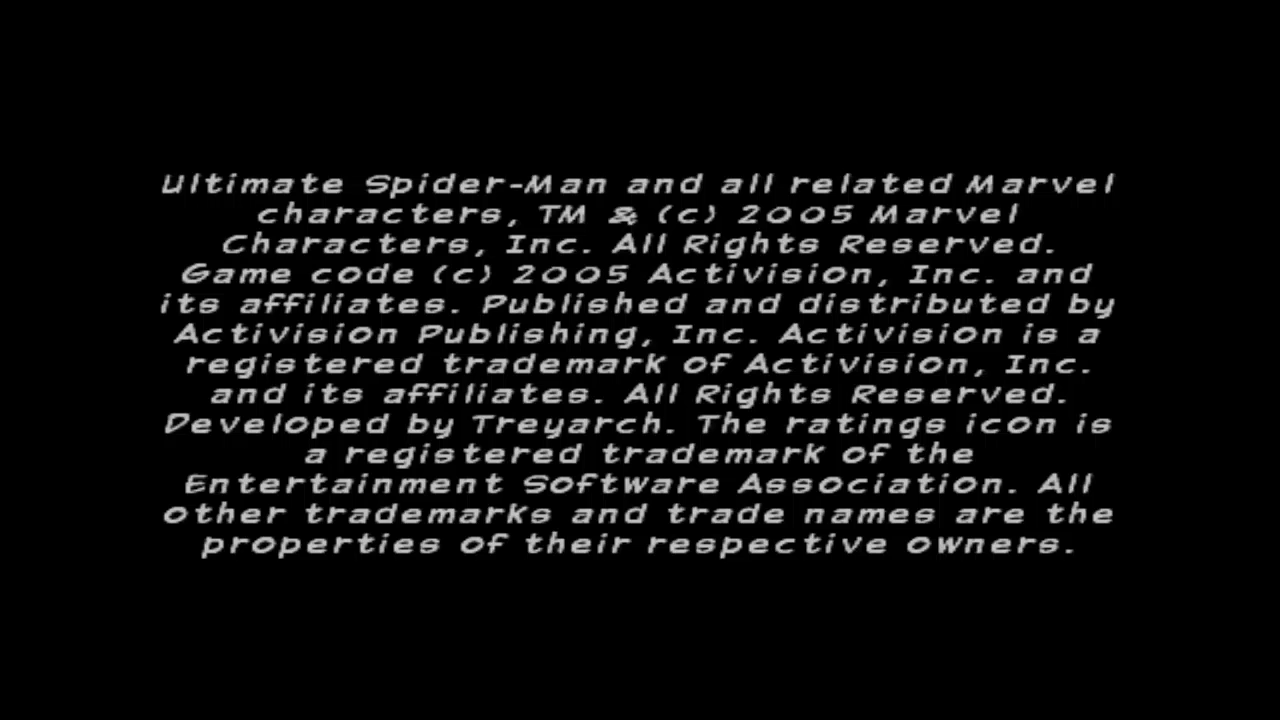 Ultimate Spider-Man and all related Marvel
characters, TM & (c) 2005 Marvel
Characters, Inc. All Rights Reserved.
Game code (c) 2005 Activision, Inc. and
its affiliates. Published and distributed by
Activision Publishing, Inc. Activision is a
registered trademark of Activision, Inc.
and its affiliates. All Rights Reserved.
Developed by Treyarch. The ratings icon is
a registered trademark of the
Entertainment Software Association. All
other trademarks and trade names are the
properties of their respective owners.